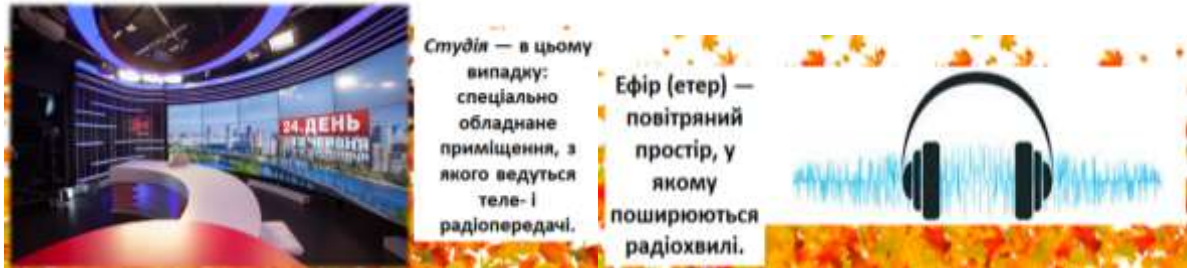 24.ДЕНЬ
Студія — в цьому
випадку:
спеціально
обладнане
приміщення, з
якого ведуться
теле- і
радіопередачі.
Ефір (етер) —
повітряний
простір, у
якому
поширюються
радіохвилі.